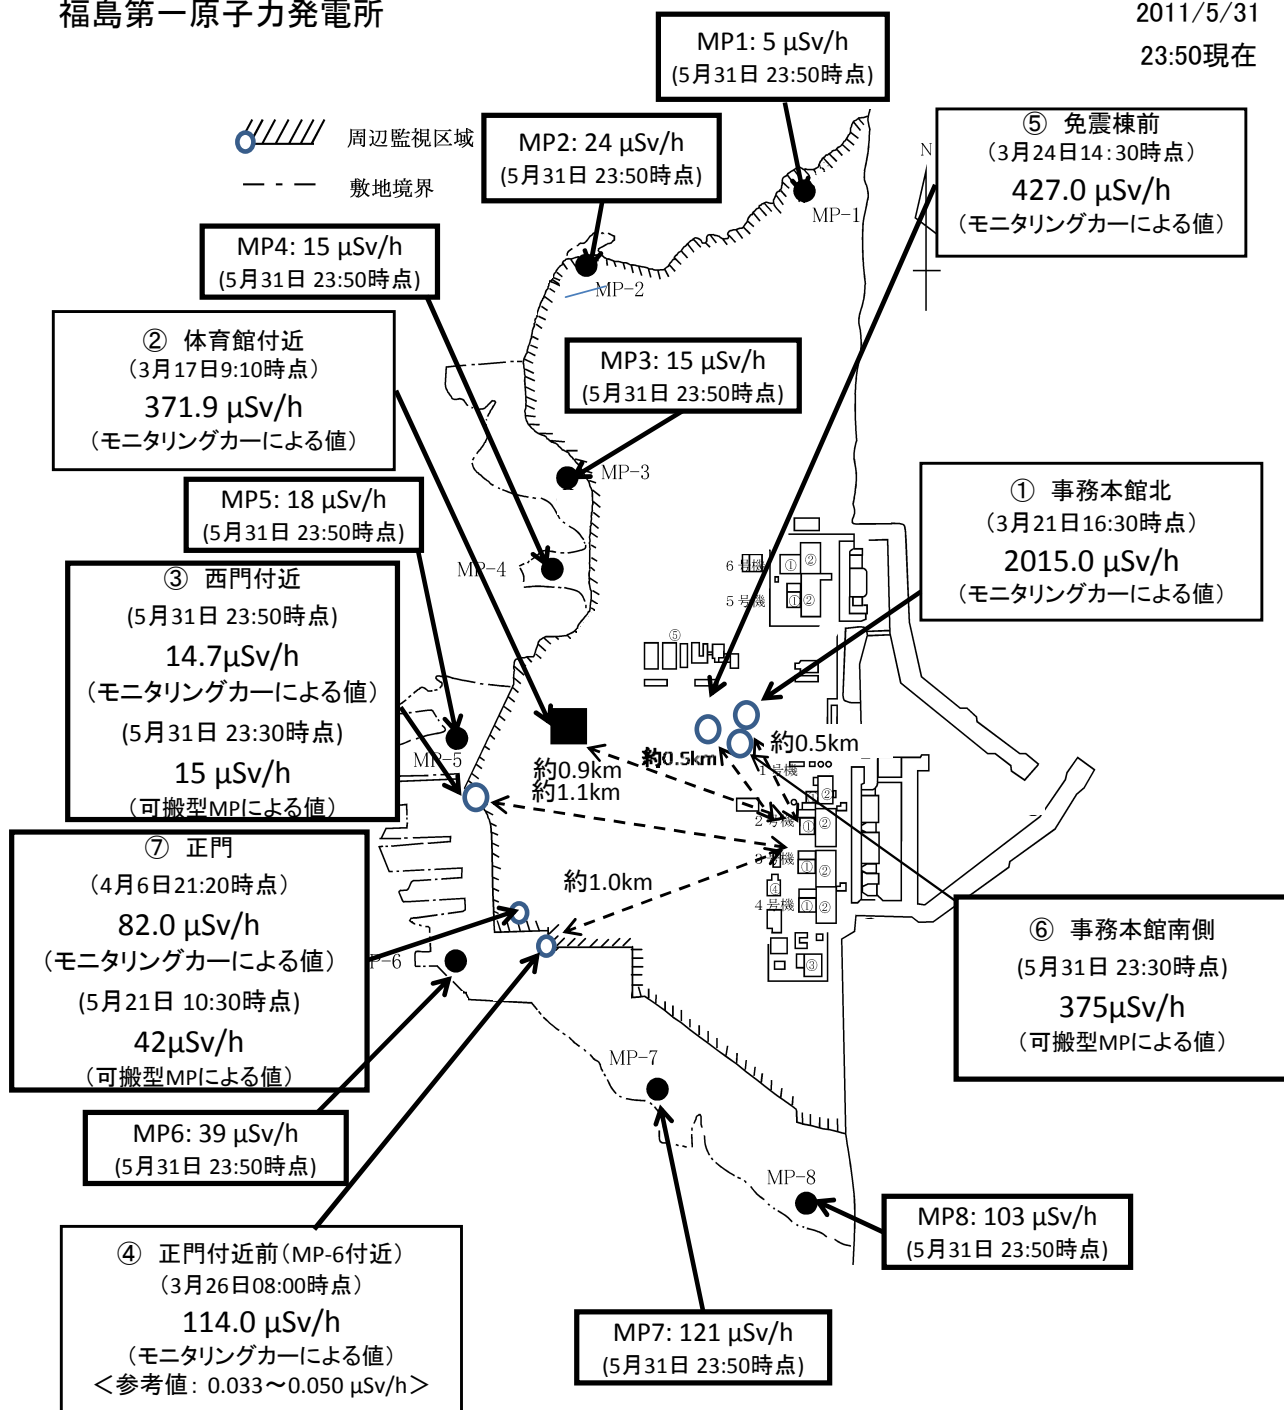 福島第一原子力発電所
2011/5/31
23:50現在
MP1: 5 μSv/h
(5月31日 23:50時点)
周辺監視区域
敷地境界
MP2: 24 μSv/h
(5月31日 23:50時点)
⑤ 免震棟前
(3月24日14:30時点)
427.0 μSv/h
(モニタリングカーによる値)
N
MP-1
MP4: 15 μSv/h
(5月31日 23:50時点)
MP-2
② 体育館付近
(3月17日9:10時点)
371.9 μSv/h
(モニタリングカーによる値)
MP3: 15 μSv/h
(5月31日 23:50時点)
MP-3
① 事務本館北
(3月21日16:30時点)
2015.0 μSv/h
(モニタリングカーによる値)
MP5: 18 μSv/h
(5月31日 23:50時点)
MP-4
6号機
①
②
5号機
①
②
③ 西門付近
(5月31日 23:50時点)
14.7μSv/h
(モニタリングカーによる値)
(5月31日 23:30時点)
15 μSv/h
(可搬型MPによる値)
⑤
MP-5
約0.9km
約1.1km
約0.5km
約0.5km
1号機
②
2号機
①
②
3号機
①
②
④
4号機
①
②
③
約1.0km
⑦ 正門
(4月6日21:20時点)
82.0 μSv/h
(モニタリングカーによる値)
(5月21日 10:30時点)
42μSv/h
(可搬型MPによる値)
P-6
⑥ 事務本館南側
(5月31日 23:30時点)
375μSv/h
(可搬型MPによる値)
MP-7
MP6: 39 μSv/h
(5月31日 23:50時点)
MP-8
MP8: 103 μSv/h
(5月31日 23:50時点)
④ 正門付近前(MP-6付近)
(3月26日08:00時点)
114.0 μSv/h
(モニタリングカーによる値)
<参考値: 0.033～0.050 μSv/h>
MP7: 121 μSv/h
(5月31日 23:50時点)